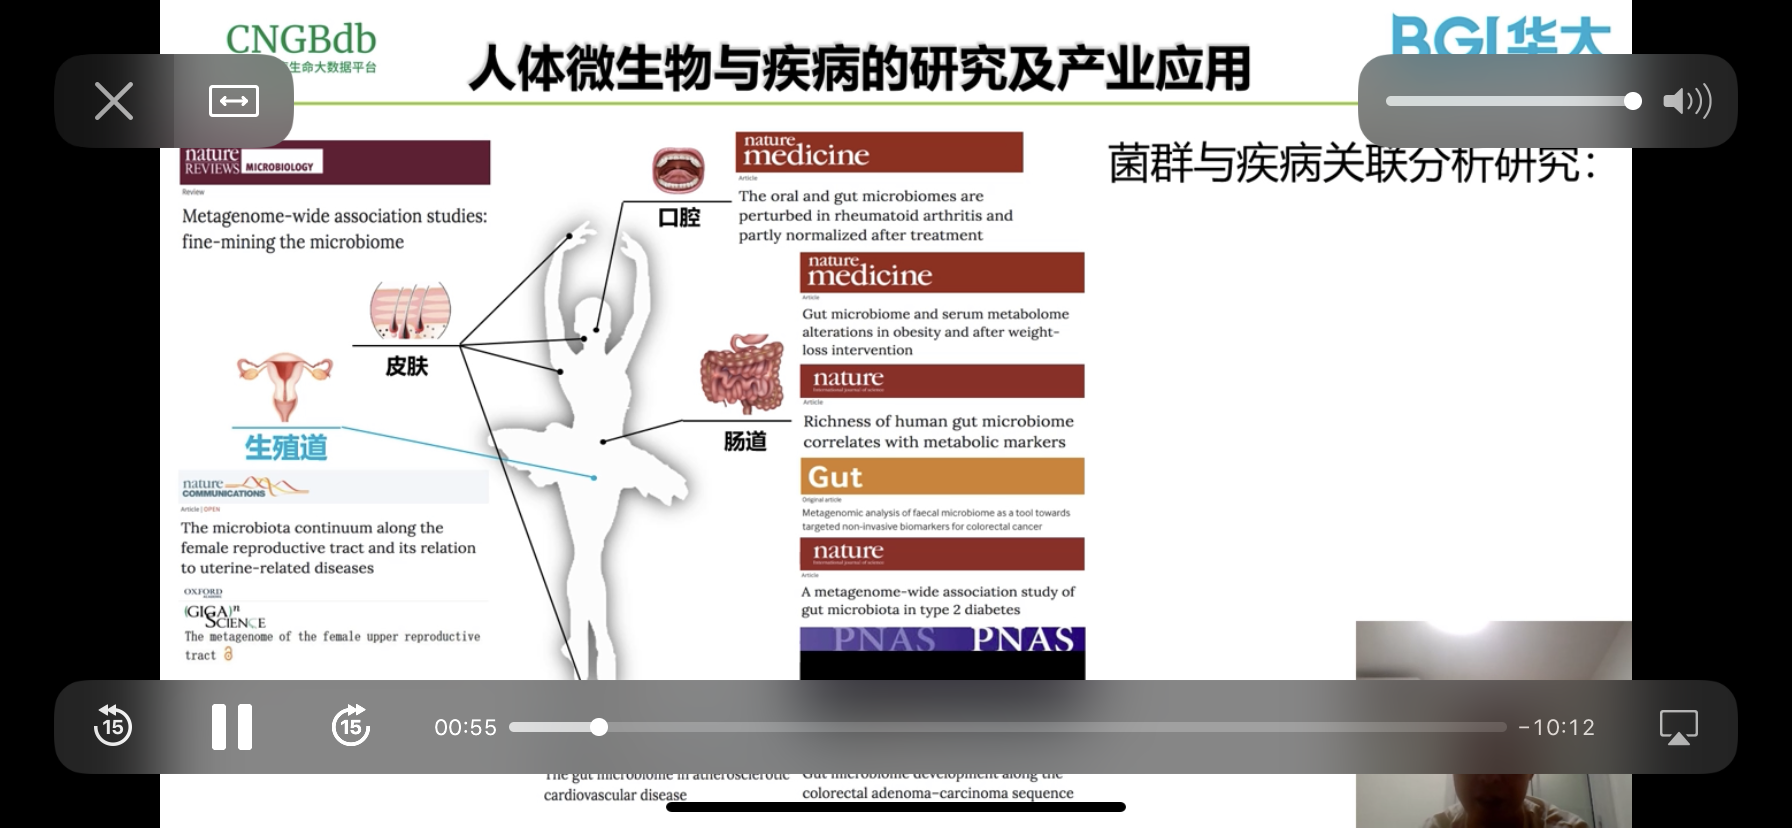 CNGBdb
生命大数据平台
人体微生物与疾病的研究及产业应用
BGI华大
nature
REVIEWS MICROBIOLOGY
Review
Metagenome-wide association studies:
fine-mining the microbiome
皮肤
生殖道
nature
COMMUNICATIONS
Article | OPEN
The microbiota continuum along the
female reproductive tract and its relation
to uterine-related diseases
OXFORD
ACADEMIC
(GIGA)n
SCIENCE
The metagenome of the female upper reproductive
tract
口腔
nature
medicine
Article
The oral and gut microbiomes are
perturbed in rheumatoid arthritis and
partly normalized after treatment
肠道
nature
medicine
Article
Gut microbiome and serum metabolome
alterations in obesity and after weight-
loss intervention
nature
International journal of science
Article
Richness of human gut microbiome
correlates with metabolic markers
Gut
Original article
Metagenomic analysis of faecal microbiome as a tool towards
targeted non-invasive biomarkers for colorectal cancer
nature
Article
A metagenome-wide association study of
gut microbiota in type 2 diabetes
PNAS PNAS
菌群与疾病关联分析研究：
15
15
00:55
−10:12
The gut microbiome in atherosclerotic
cardiovascular disease
Gut microbiome development along the
colorectal adenoma–carcinoma sequence